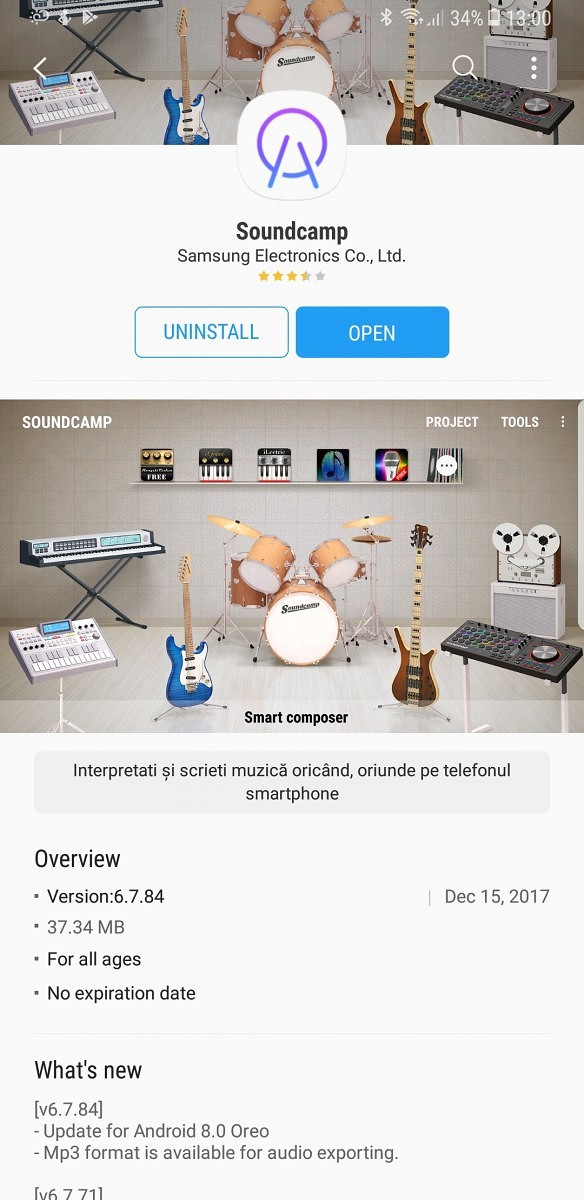 34% 13:00
Soundcamp
Soundcamp
Samsung Electronics Co., Ltd.
UNINSTALL
OPEN
SOUNDCAMP
PROJECT
TOOLS
FREE
iGrand
iLectric
FREE
Soundcamp
Smart composer
Interpretati și scrieti muzică oricând, oriunde pe telefonul
smartphone
Overview
Version:6.7.84
Dec 15, 2017
37.34 MB
For all ages
No expiration date
What's new
[v6.7.84]
- Update for Android 8.0 Oreo
- Mp3 format is available for audio exporting.
[v6.7.71]